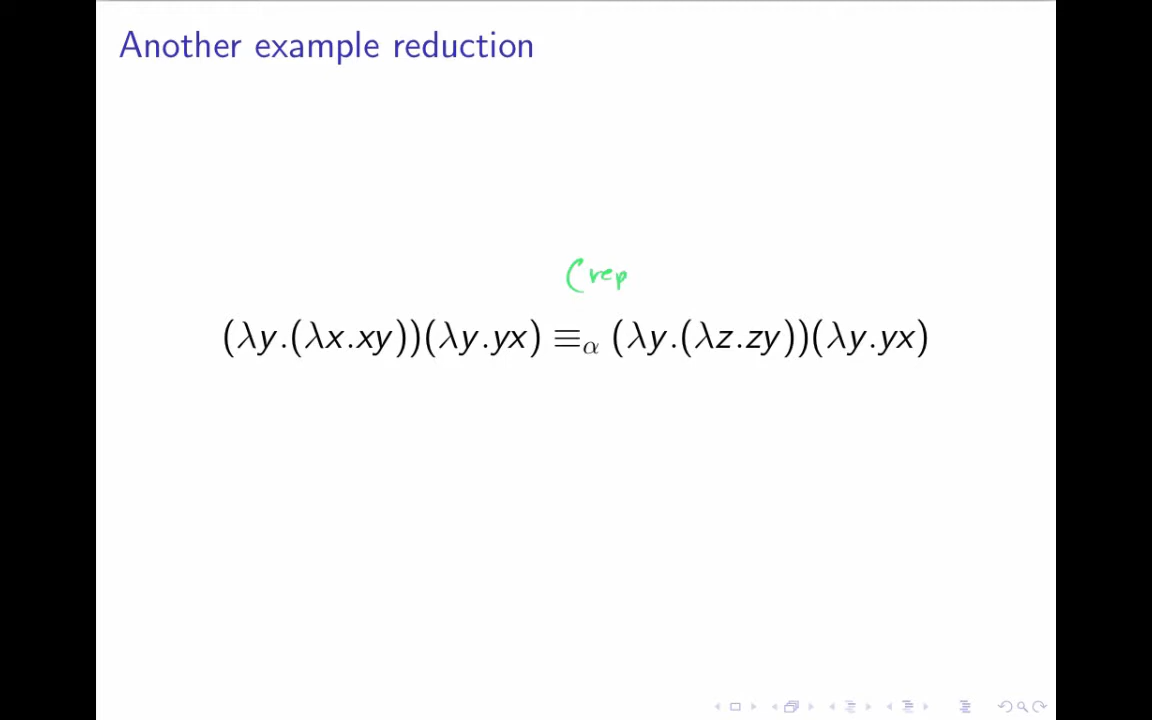 Another example reduction
(rep
(λy.(λx.xy))(λy.yx) ≡α (λy.(λz.zy))(λy.yx)